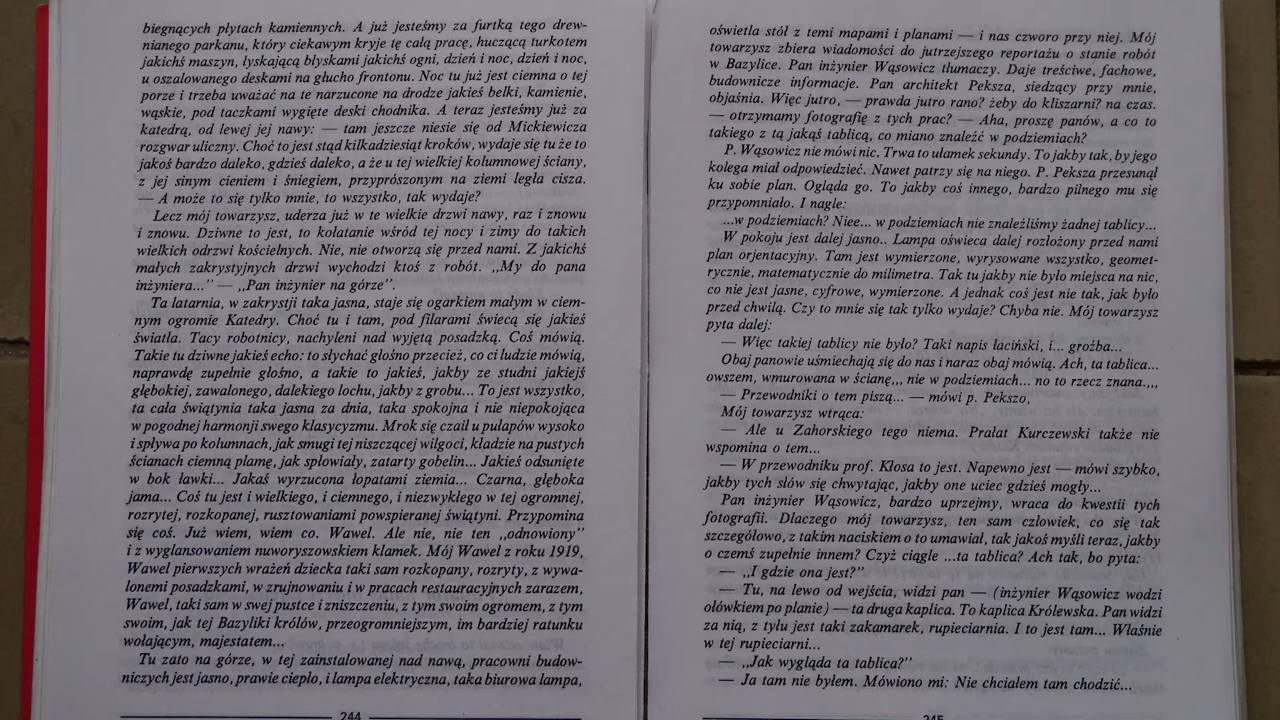 biegnących płytach kamiennych. A już jesteśmy za furtką tego drew-
nianego parkanu, który ciekawym kryje tę całą pracę, huczącą turkotem
jakichś maszyn, łyskającą błyskami jakichś ogni, dzień i noc, dzień i noc,
u oszalowanego deskami na głucho frontonu. Noc tu już jest ciemna o tej
porze i trzeba uważać na te narzucone na drodze jakieś belki, kamienie,
wąskie, pod taczkami wygięte deski chodnika. A teraz jesteśmy już za
katedrą, od lewej jej nawy: — tam jeszcze niesie się od Mickiewicza
rozgwar uliczny. Choć to jest stąd kilkadziesiąt kroków, wydaje się tu że to
jakoś bardzo daleko, gdzieś daleko, a że u tej wielkiej kolumnowej ściany,
z jej sinym cieniem i śniegiem, przyprószonym na ziemi legła cisza.
— A może to się tylko mnie, to wszystko, tak wydaje?
Lecz mój towarzysz, uderza już w te wielkie drzwi nawy, raz i znowu
i znowu. Dziwne to jest, to kołatanie wśród tej nocy i zimy do takich
wielkich odrzwi kościelnych. Nie, nie otworzą się przed nami. Z jakichś
małych zakrystyjnych drzwi wychodzi ktoś z robót. „My do pana
inżyniera..." — „Pan inżynier na górze".
Ta latarnia, w zakrystji taka jasna, staje się ogarkiem małym w ciem-
nym ogromie Katedry. Choć tu i tam, pod filarami świecą się jakieś
światła. Tacy robotnicy, nachyleni nad wyjętą posadzką. Coś mówią.
Takie tu dziwne jakieś echo: to słychać głośno przecież, co ci ludzie mówią,
naprawdę zupełnie głośno, a takie to jakieś, jakby ze studni jakiejś
głębokiej, zawalonego, dalekiego lochu, jakby z grobu... To jest wszystko,
ta cała świątynia taka jasna za dnia, taka spokojna i nie niepokojąca
w pogodnej harmonji swego klasycyzmu. Mrok się czai u pułapów wysoko
i spływa po kolumnach, jak smugi tej niszczącej wilgoci, kładzie na pustych
ścianach ciemną plamę, jak spłowiały, zatarty gobelin... Jakieś odsunięte
w bok ławki... Jakaś wyrzucona łopatami ziemia... Czarna, głęboka
jama... Coś tu jest i wielkiego, i ciemnego, i niezwykłego w tej ogromnej,
rozrytej, rozkopanej, rusztowaniami powspieranej świątyni. Przypomina
się coś. Już wiem, wiem co. Wawel. Ale nie, nie ten „odnowiony"
i z wyglansowaniem nuworyszowskiem klamek. Mój Wawel z roku 1919,
Wawel pierwszych wrażeń dziecka taki sam rozkopany, rozryty, z wywa-
lonemi posadzkami, w zrujnowaniu i w pracach restauracyjnych zarazem,
Wawel, taki sam w swej pustce i zniszczeniu, z tym swoim ogromem, z tym
swoim, jak tej Bazyliki królów, przeogromniejszym, im bardziej ratunku
wołającym, majestatem...
Tu zato na górze, w tej zainstalowanej nad nawą, pracowni budow-
niczych jest jasno, prawie ciepło, i lampa elektryczna, taka biurowa lampa,
244
oświetla stół z temi mapami i planami — i nas czworo przy niej. Mój
towarzysz zbiera wiadomości do jutrzejszego reportażu o stanie robót
w Bazylice. Pan inżynier Wąsowicz tłumaczy. Daje treściwe, fachowe,
budownicze informacje. Pan architekt Peksza, siedzący przy mnie,
objaśnia. Więc jutro, — prawda jutro rano? żeby do kliszarni? na czas.
— otrzymamy fotografię z tych prac? — Aha, proszę panów, a co to
takiego z tą jakąś tablicą, co miano znaleźć w podziemiach?
P. Wąsowicz nie mówi nic. Trwa to ułamek sekundy. To jakby tak, by jego
kolega miał odpowiedzieć. Nawet patrzy się na niego. P. Peksza przesunął
ku sobie plan. Ogląda go. To jakby coś innego, bardzo pilnego mu się
przypomniało. I nagle:
...w podziemiach? Niee... w podziemiach nie znaleźliśmy żadnej tablicy...
W pokoju jest dalej jasno.. Lampa oświeca dalej rozłożony przed nami
plan orjentacyjny. Tam jest wymierzone, wyrysowane wszystko, geomet-
rycznie, matematycznie do milimetra. Tak tu jakby nie było miejsca na nic,
co nie jest jasne, cyfrowe, wymierzone. A jednak coś jest nie tak, jak było
przed chwilą. Czy to mnie się tak tylko wydaje? Chyba nie. Mój towarzysz
pyta dalej:
— Więc takiej tablicy nie było? Taki napis łaciński, i... groźba...
Obaj panowie uśmiechają się do nas i naraz obaj mówią. Ach, ta tablica...
owszem, wmurowana w ścianę,,, nie w podziemiach... no to rzecz znana.,,,
— Przewodniki o tem piszą... — mówi p. Pekszo,
Mój towarzysz wtrąca:
— Ale u Zahorskiego tego niema. Prałat Kurczewski także nie
wspomina o tem...
— W przewodniku prof. Kłosa to jest. Napewno jest — mówi szybko,
jakby tych słów się chwytając, jakby one uciec gdzieś mogły...
Pan inżynier Wąsowicz, bardzo uprzejmy, wraca do kwestii tych
fotografii. Dlaczego mój towarzysz, ten sam człowiek, co się tak
szczegółowo, z takim naciskiem o to umawiał, tak jakoś myśli teraz, jakby
o czemś zupełnie innem? Czyż ciągle ...ta tablica? Ach tak, bo pyta:
— „I gdzie ona jest?"
— Tu, na lewo od wejścia, widzi pan — (inżynier Wąsowicz wodzi
ołówkiem po planie) — ta druga kaplica. To kaplica Królewska. Pan widzi
za nią, z tyłu jest taki zakamarek, rupieciarnia. I to jest tam... Właśnie
w tej rupieciarni...
— „Jak wygląda ta tablica?"
— Ja tam nie byłem. Mówiono mi: Nie chciałem tam chodzić...
245